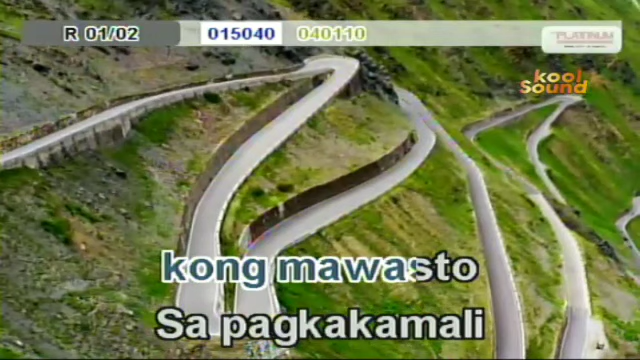 R 01/02 015040 040110
PLATINUM
kool
sound
kong mawasto
Sa pagkakamali